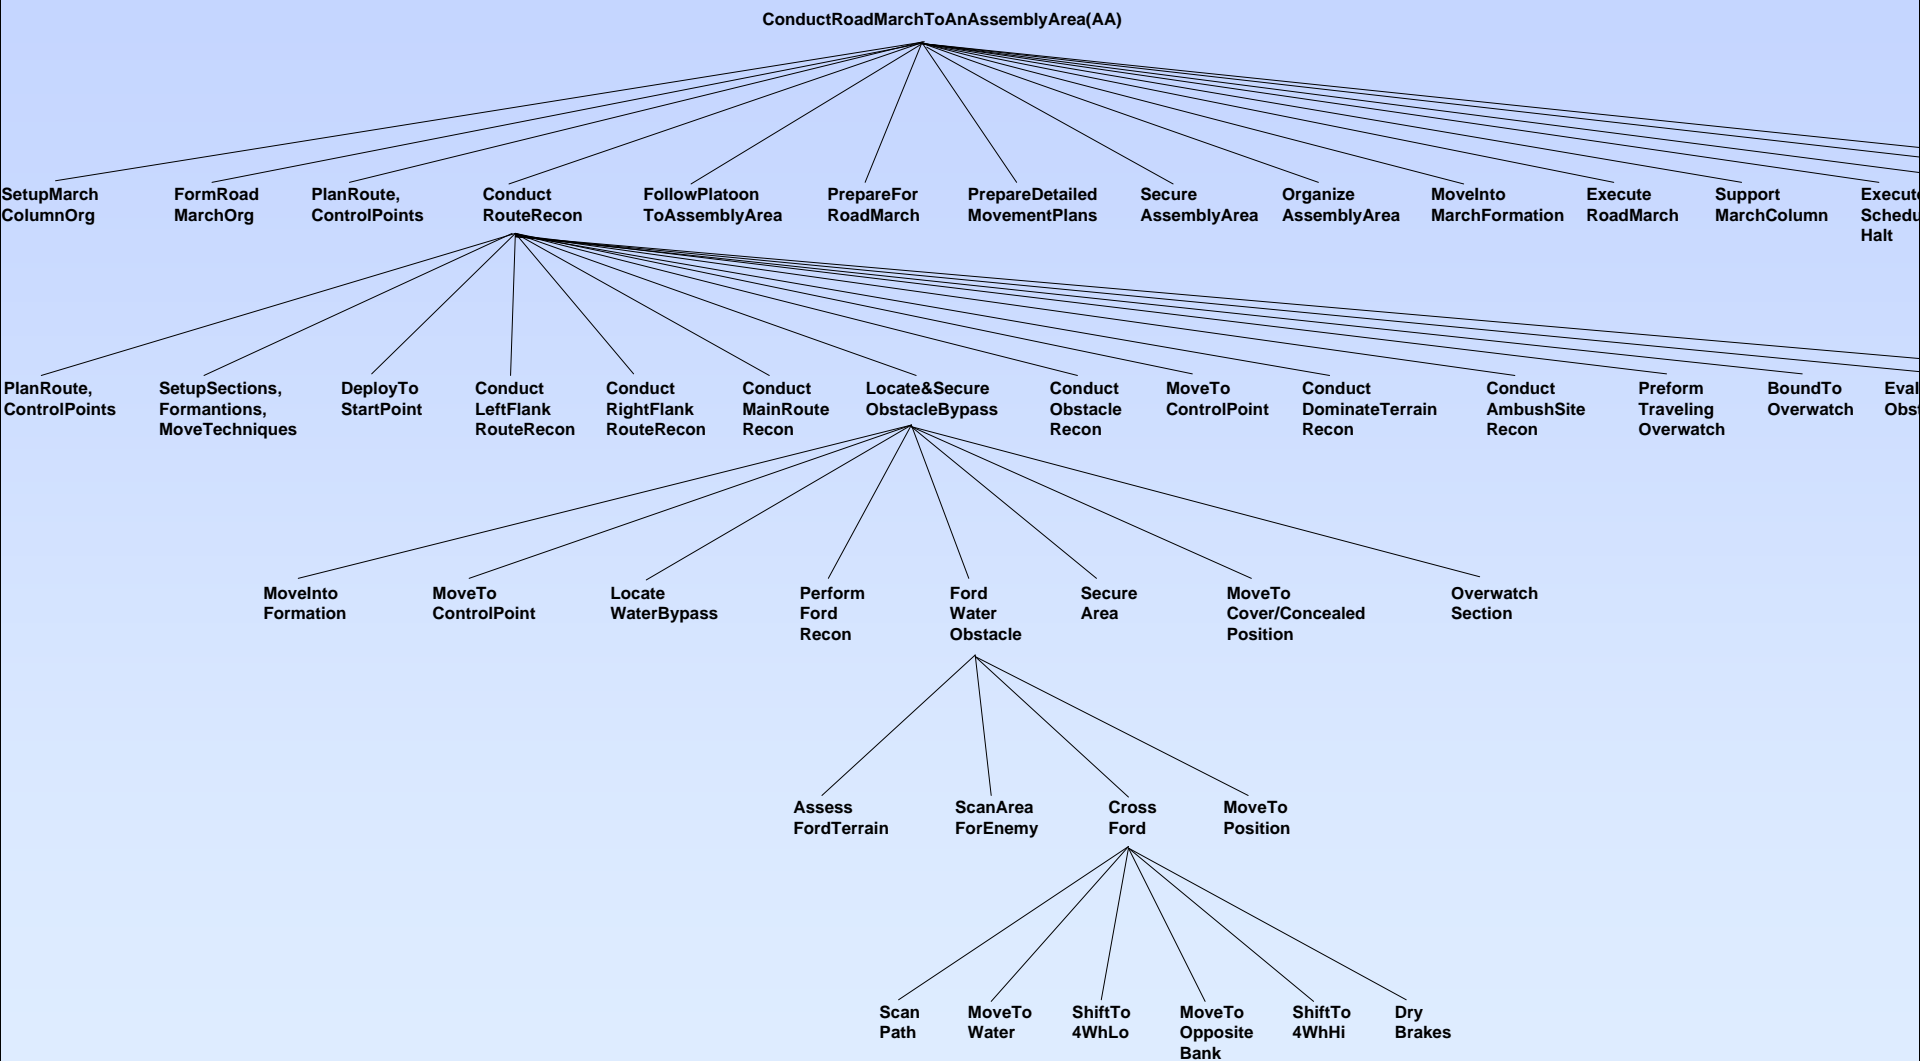 ConductRoadMarchToAnAssemblyArea(AA)
SetupMarch
ColumnOrg
FormRoad
MarchOrg
PlanRoute,
ControlPoints
Conduct
RouteRecon
FollowPlatoon
ToAssemblyArea
PrepareFor
RoadMarch
PrepareDetailed
MovementPlans
Secure
AssemblyArea
Organize
AssemblyArea
MoveInto
MarchFormation
Execute
RoadMarch
Support
MarchColumn
Execute
Schedu
Halt
PlanRoute,
ControlPoints
SetupSections,
Formantions,
MoveTechniques
DeployTo
StartPoint
Conduct
LeftFlank
RouteRecon
Conduct
RightFlank
RouteRecon
Conduct
MainRoute
Recon
Locate&Secure
ObstacleBypass
Conduct
Obstacle
Recon
MoveTo
ControlPoint
Conduct
DominateTerrain
Recon
Conduct
AmbushSite
Recon
Preform
Traveling
Overwatch
BoundTo
Overwatch
Eval
Obst
MoveInto
Formation
MoveTo
ControlPoint
Locate
WaterBypass
Perform
Ford
Recon
Ford
Water
Obstacle
Secure
Area
MoveTo
Cover/Concealed
Position
Overwatch
Section
Assess
FordTerrain
ScanArea
ForEnemy
Cross
Ford
MoveTo
Position
Scan
Path
MoveTo
Water
ShiftTo
4WhLo
MoveTo
Opposite
Bank
ShiftTo
4WhHi
Dry
Brakes